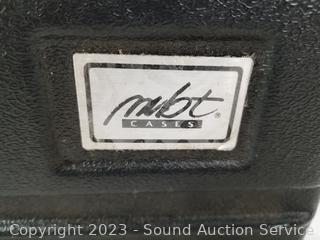 mbt®
CASES
Copyright © 2023 - Sound Auction Service